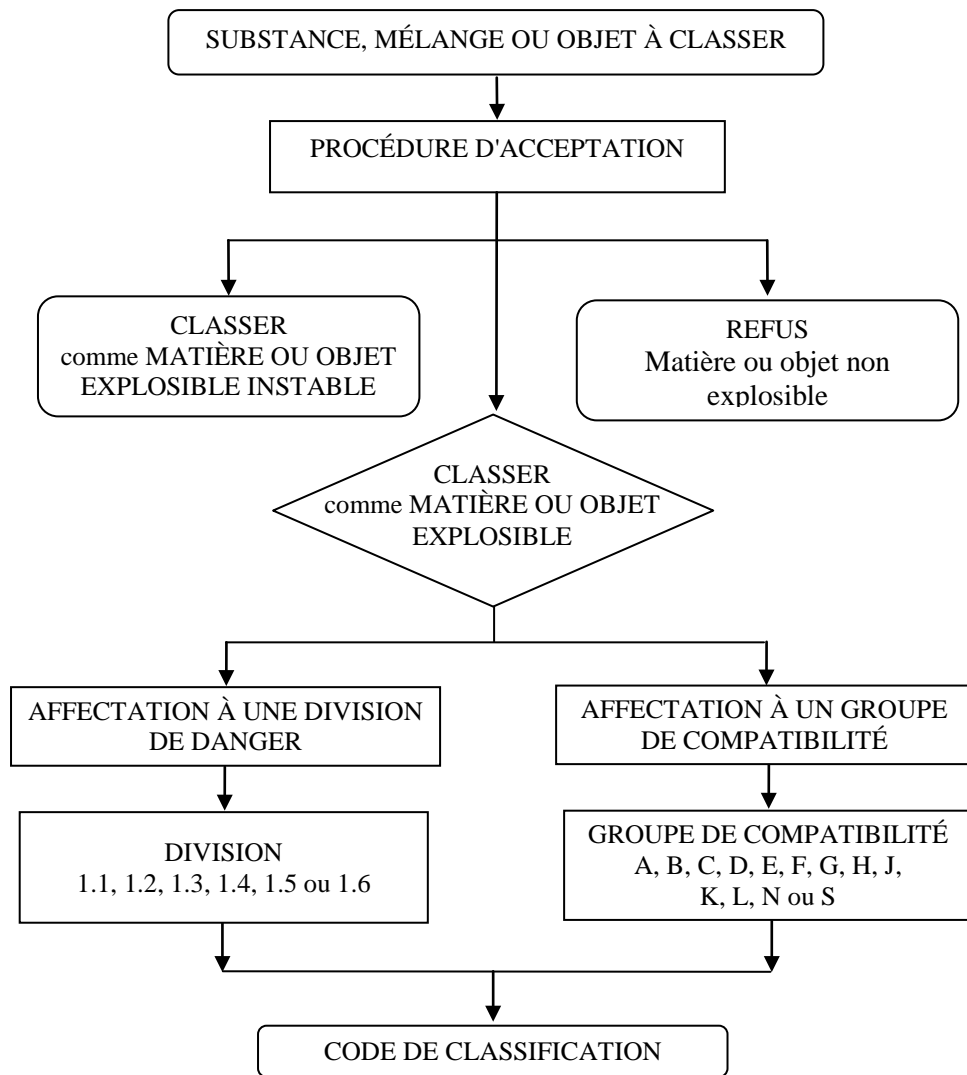 SUBSTANCE, MÉLANGE OU OBJET À CLASSER
PROCÉDURE D'ACCEPTATION
CLASSER
comme MATIÈRE OU OBJET
EXPLOSIBLE INSTABLE
REFUS
Matière ou objet non
explosible
CLASSER
comme MATIÈRE OU OBJET
EXPLOSIBLE
AFFECTATION À UNE DIVISION
DE DANGER
AFFECTATION À UN GROUPE
DE COMPATIBILITÉ
DIVISION
1.1, 1.2, 1.3, 1.4, 1.5 ou 1.6
GROUPE DE COMPATIBILITÉ
A, B, C, D, E, F, G, H, J,
K, L, N ou S
CODE DE CLASSIFICATION